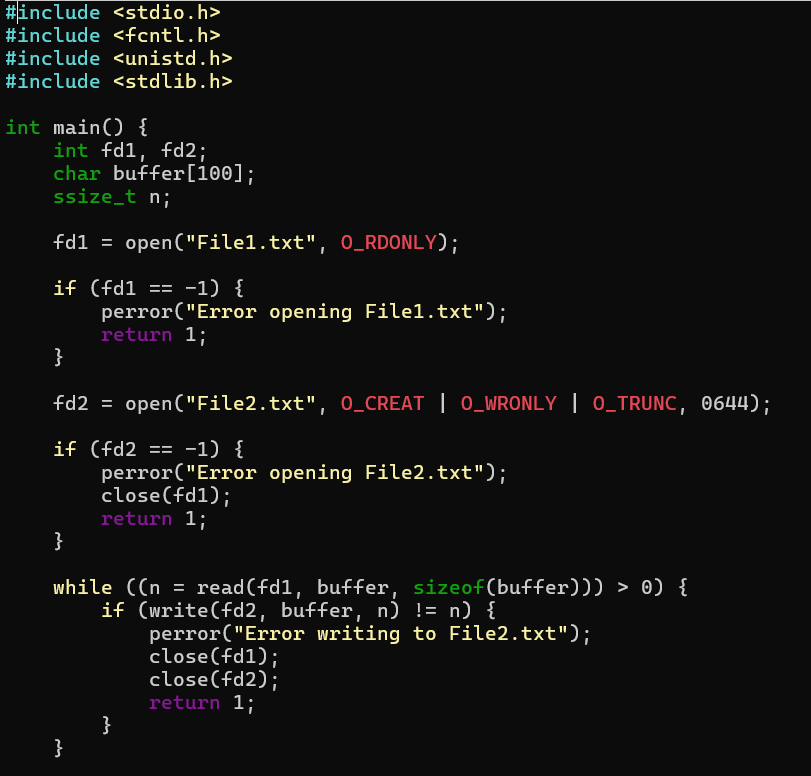 #include <stdio.h>
#include <fcntl.h>
#include <unistd.h>
#include <stdlib.h>

int main() {
    int fd1, fd2;
    char buffer[100];
    ssize_t n;

    fd1 = open("File1.txt", O_RDONLY);

    if (fd1 == -1) {
        perror("Error opening File1.txt");
        return 1;
    }

    fd2 = open("File2.txt", O_CREAT | O_WRONLY | O_TRUNC, 0644);

    if (fd2 == -1) {
        perror("Error opening File2.txt");
        close(fd1);
        return 1;
    }

    while ((n = read(fd1, buffer, sizeof(buffer))) > 0) {
        if (write(fd2, buffer, n) != n) {
            perror("Error writing to File2.txt");
            close(fd1);
            close(fd2);
            return 1;
        }
    }